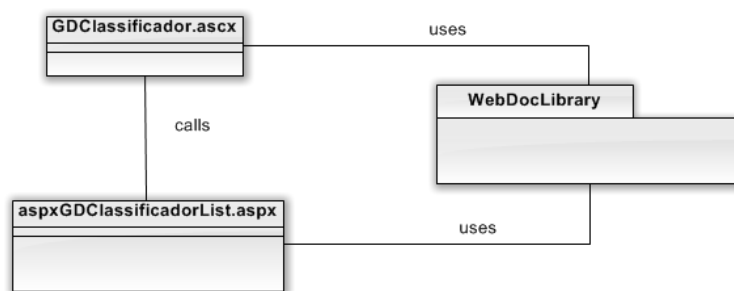 GDClassificador.ascx
uses
WebDocLibrary
calls
aspxGDClassificadorList.aspx
uses